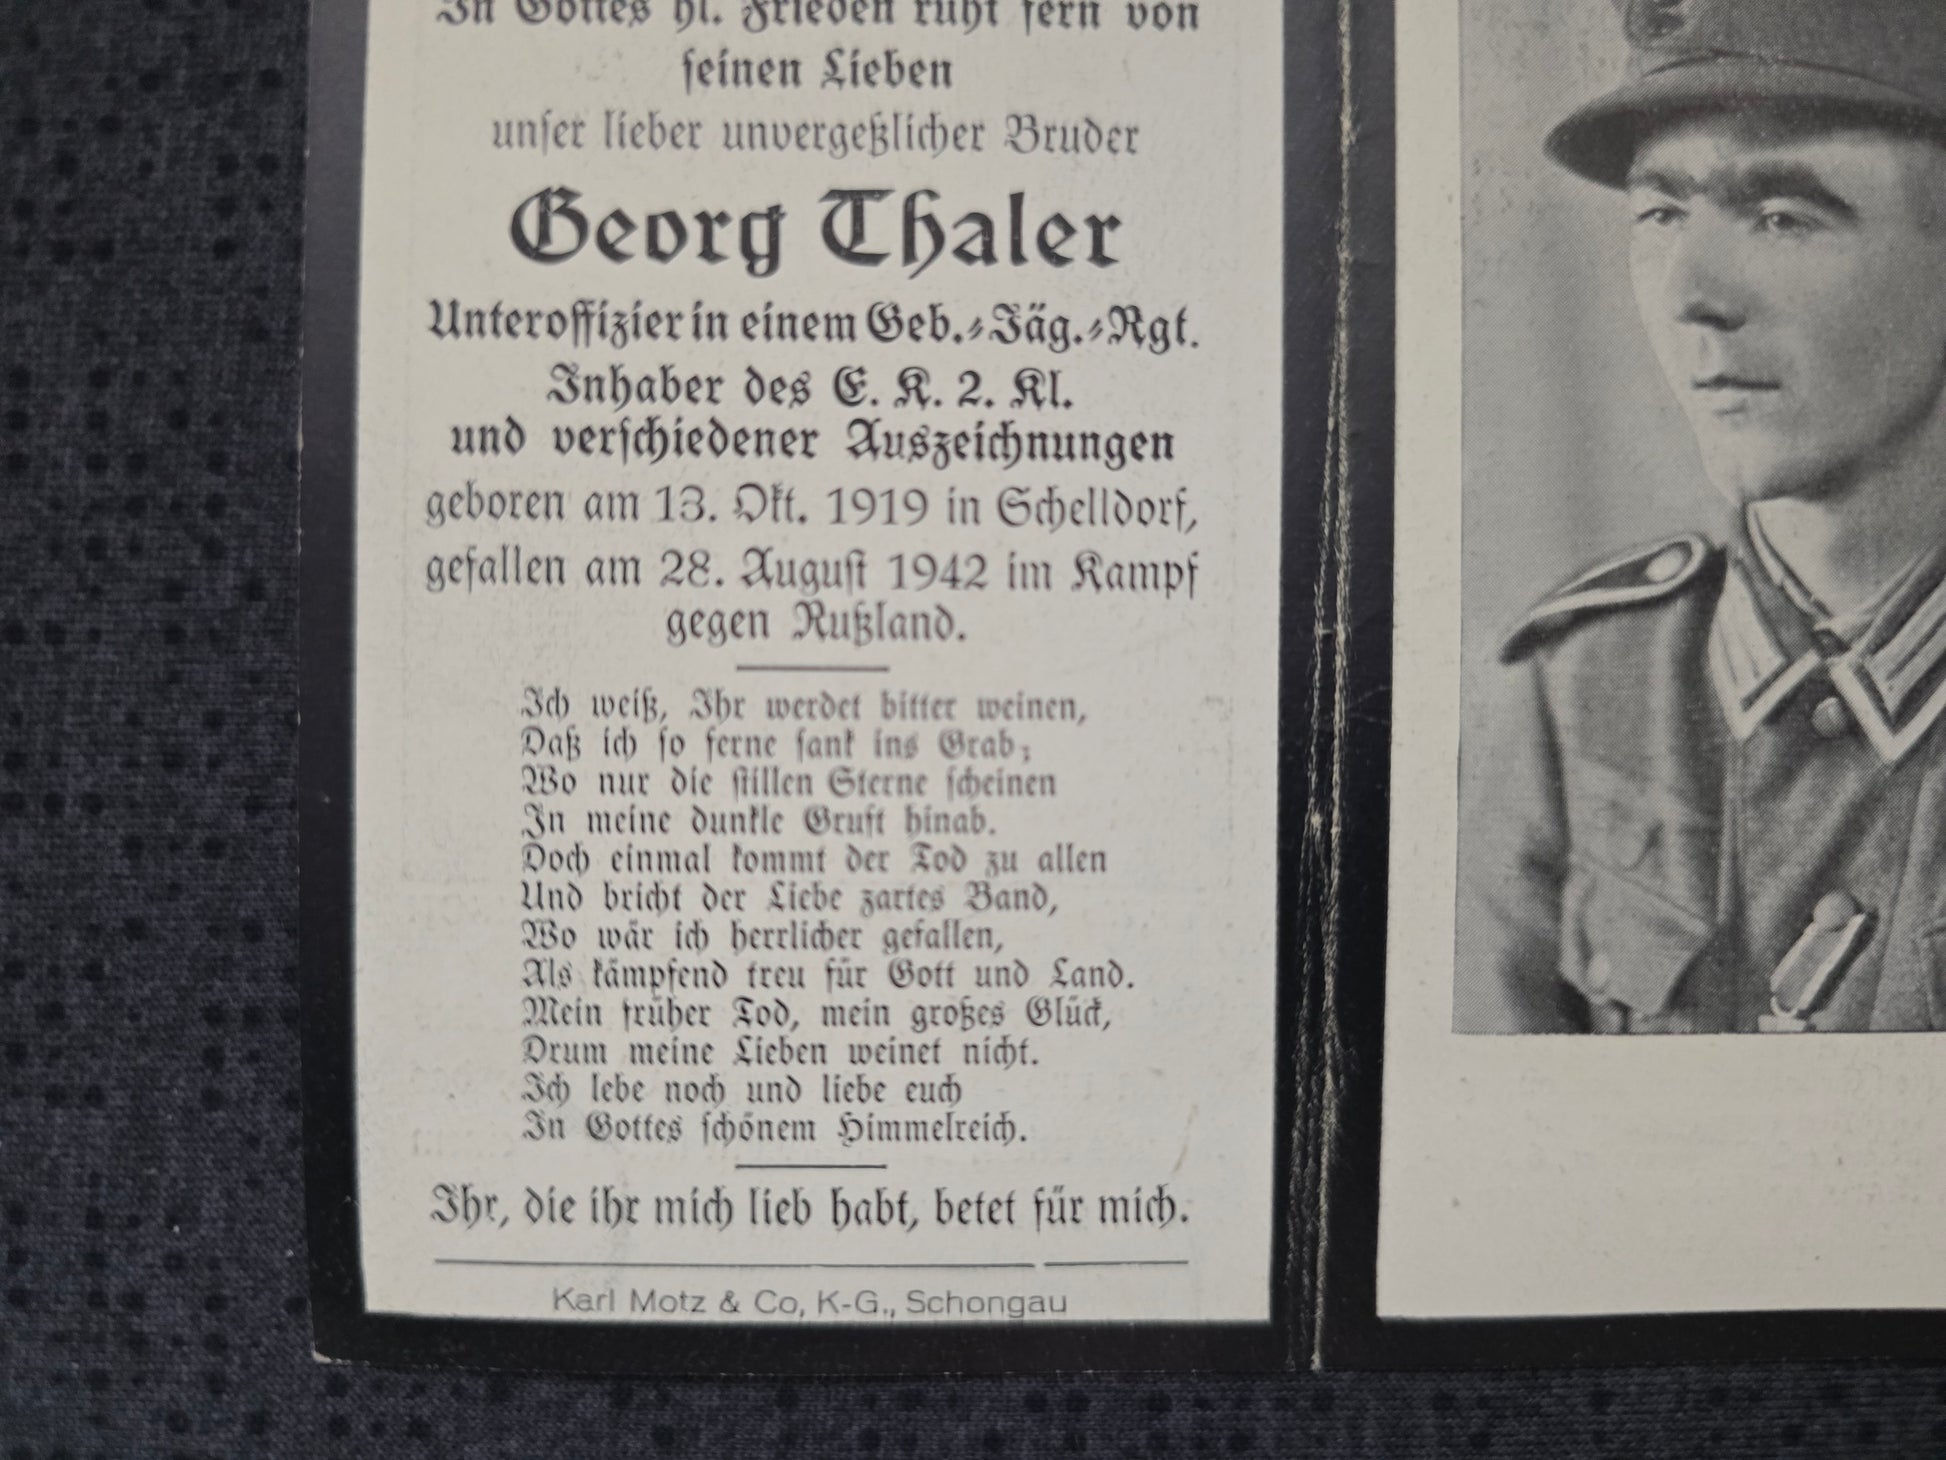 In Gottes hl. Frieden ruht fern von
seinen Lieben
unser lieber unvergeßlicher Bruder
Georg Thaler
Unteroffizier in einem Geb.-Jäg.-Rgt.
Inhaber des E. K. 2. Kl.
und verschiedener Auszeichnungen
geboren am 13. Okt. 1919 in Schelldorf,
gefallen am 28. August 1942 im Kampf
gegen Rußland.
Ich weiß, Ihr werdet bitter weinen,
Daß ich so ferne sank ins Grab;
Wo nur die stillen Sterne scheinen
In meine dunkle Gruft hinab.
Doch einmal kommt der Tod zu allen
Und bricht der Liebe zartes Band,
Wo wär ich herrlicher gefallen,
Als kämpfend treu für Gott und Land.
Mein früher Tod, mein großes Glück,
Drum meine Lieben weinet nicht.
Ich lebe noch und liebe euch
In Gottes schönem Himmelreich.
Ihr, die ihr mich lieb habt, betet für mich.
Karl Motz & Co, K-G., Schongau